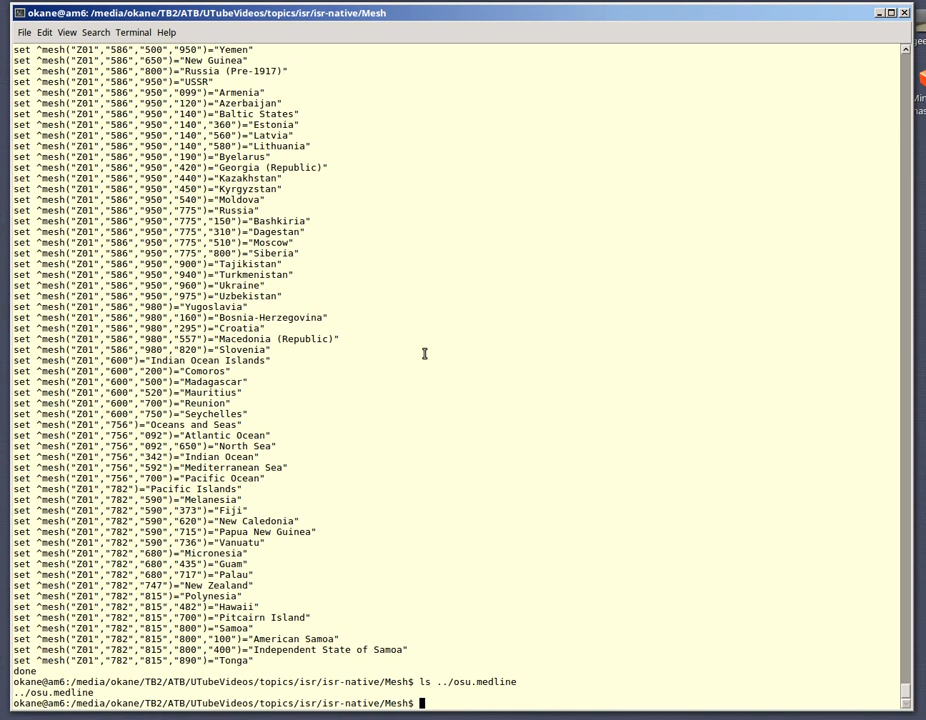 okane@am6: /media/okane/TB2/ATB/UTubeVideos/topics/isr/isr-native/Mesh
File Edit View Search Terminal Help
set ^mesh("Z01","586","500","950")="Yemen"
set ^mesh("Z01","586","650")="New Guinea"
set ^mesh("Z01","586","800")="Russia (Pre-1917)"
set ^mesh("Z01","586","950")="USSR"
set ^mesh("Z01","586","950","099")="Armenia"
set ^mesh("Z01","586","950","120")="Azerbaijan"
set ^mesh("Z01","586","950","140")="Baltic States"
set ^mesh("Z01","586","950","140","360")="Estonia"
set ^mesh("Z01","586","950","140","560")="Latvia"
set ^mesh("Z01","586","950","140","580")="Lithuania"
set ^mesh("Z01","586","950","190")="Byelarus"
set ^mesh("Z01","586","950","420")="Georgia (Republic)"
set ^mesh("Z01","586","950","440")="Kazakhstan"
set ^mesh("Z01","586","950","450")="Kyrgyzstan"
set ^mesh("Z01","586","950","540")="Moldova"
set ^mesh("Z01","586","950","775")="Russia"
set ^mesh("Z01","586","950","775","150")="Bashkiria"
set ^mesh("Z01","586","950","775","310")="Dagestan"
set ^mesh("Z01","586","950","775","510")="Moscow"
set ^mesh("Z01","586","950","775","800")="Siberia"
set ^mesh("Z01","586","950","900")="Tajikistan"
set ^mesh("Z01","586","950","940")="Turkmenistan"
set ^mesh("Z01","586","950","960")="Ukraine"
set ^mesh("Z01","586","950","975")="Uzbekistan"
set ^mesh("Z01","586","980")="Yugoslavia"
set ^mesh("Z01","586","980","160")="Bosnia-Herzegovina"
set ^mesh("Z01","586","980","295")="Croatia"
set ^mesh("Z01","586","980","557")="Macedonia (Republic)"
set ^mesh("Z01","586","980","820")="Slovenia"
set ^mesh("Z01","600")="Indian Ocean Islands"
set ^mesh("Z01","600","200")="Comoros"
set ^mesh("Z01","600","500")="Madagascar"
set ^mesh("Z01","600","520")="Mauritius"
set ^mesh("Z01","600","700")="Reunion"
set ^mesh("Z01","600","750")="Seychelles"
set ^mesh("Z01","756")="Oceans and Seas"
set ^mesh("Z01","756","092")="Atlantic Ocean"
set ^mesh("Z01","756","092","650")="North Sea"
set ^mesh("Z01","756","342")="Indian Ocean"
set ^mesh("Z01","756","592")="Mediterranean Sea"
set ^mesh("Z01","756","700")="Pacific Ocean"
set ^mesh("Z01","782")="Pacific Islands"
set ^mesh("Z01","782","590")="Melanesia"
set ^mesh("Z01","782","590","373")="Fiji"
set ^mesh("Z01","782","590","620")="New Caledonia"
set ^mesh("Z01","782","590","715")="Papua New Guinea"
set ^mesh("Z01","782","590","736")="Vanuatu"
set ^mesh("Z01","782","680")="Micronesia"
set ^mesh("Z01","782","680","435")="Guam"
set ^mesh("Z01","782","680","717")="Palau"
set ^mesh("Z01","782","747")="New Zealand"
set ^mesh("Z01","782","815")="Polynesia"
set ^mesh("Z01","782","815","482")="Hawaii"
set ^mesh("Z01","782","815","700")="Pitcairn Island"
set ^mesh("Z01","782","815","800")="Samoa"
set ^mesh("Z01","782","815","800","100")="American Samoa"
set ^mesh("Z01","782","815","800","400")="Independent State of Samoa"
set ^mesh("Z01","782","815","890")="Tonga"
done
okane@am6:/media/okane/TB2/ATB/UTubeVideos/topics/isr/isr-native/Mesh$ ls ../osu.medline
../osu.medline
okane@am6:/media/okane/TB2/ATB/UTubeVideos/topics/isr/isr-native/Mesh$